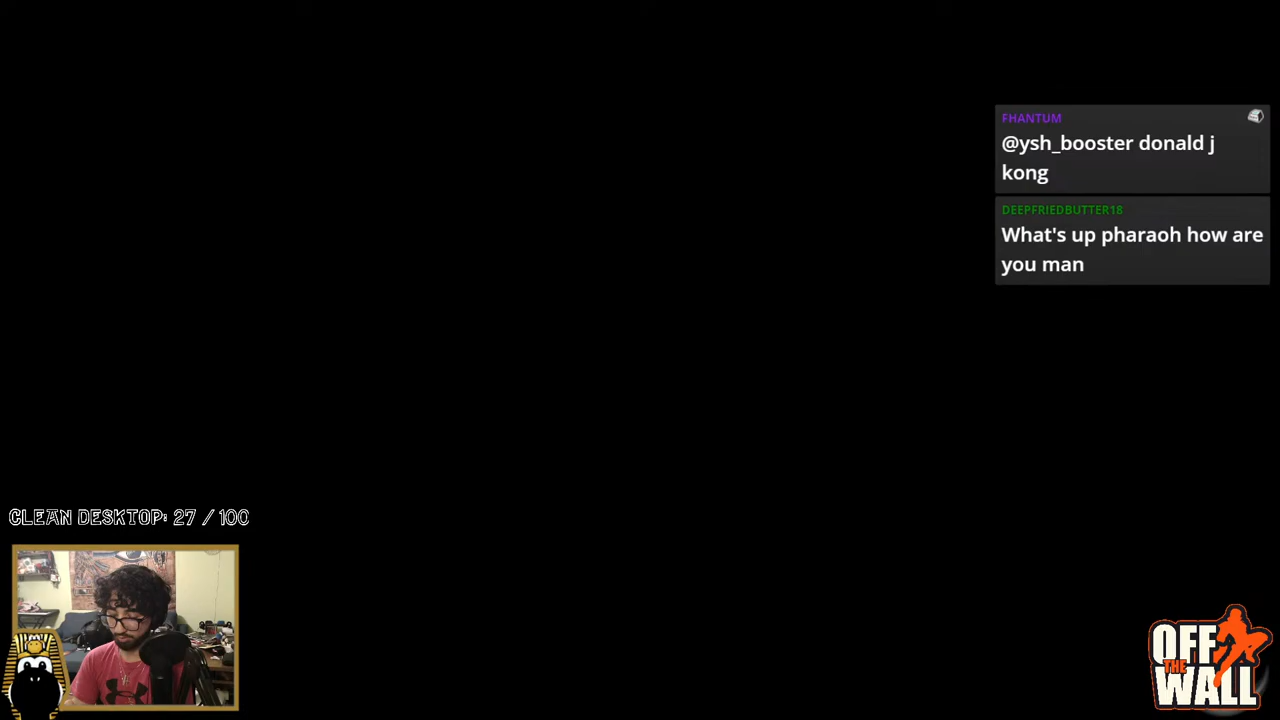 FHANTUM
@ysh_booster donald j
kong
DEEPFRIEDBUTTER18
What's up pharaoh how are
you man
CLEAN DESKTOP: 27 / 100
OFF
THE
WALL